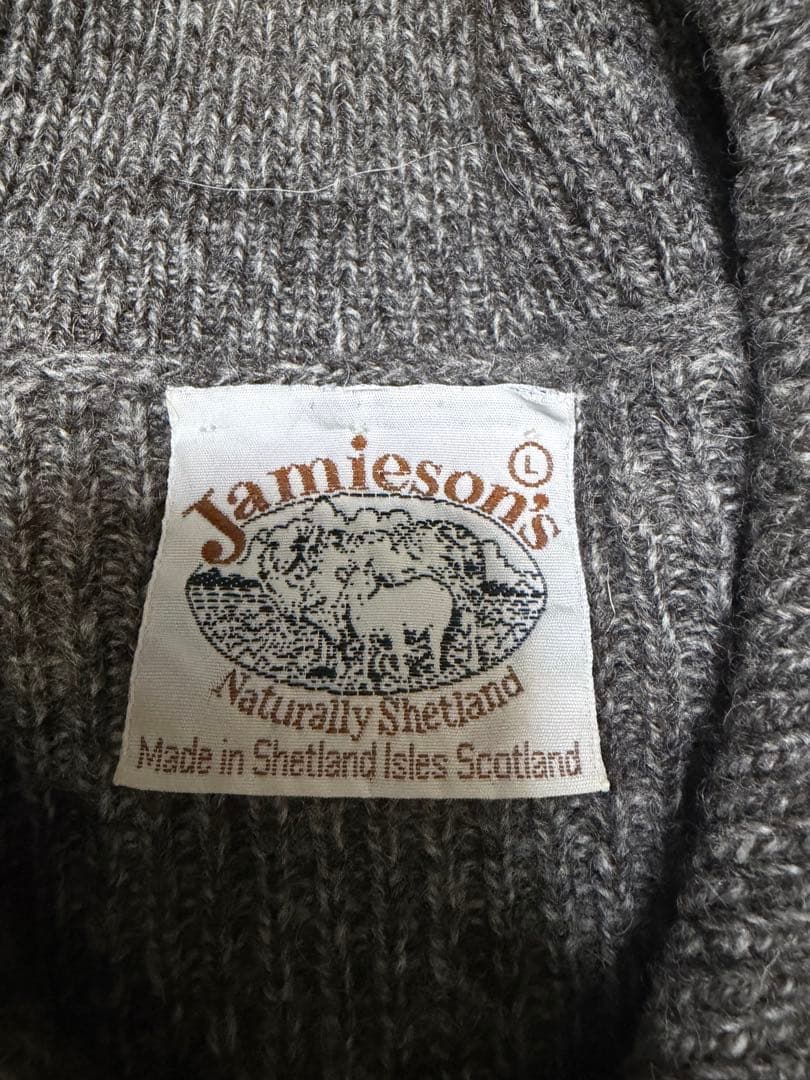 L
Jamieson's
Naturally Shetland
Made in Shetland Isles Scotland